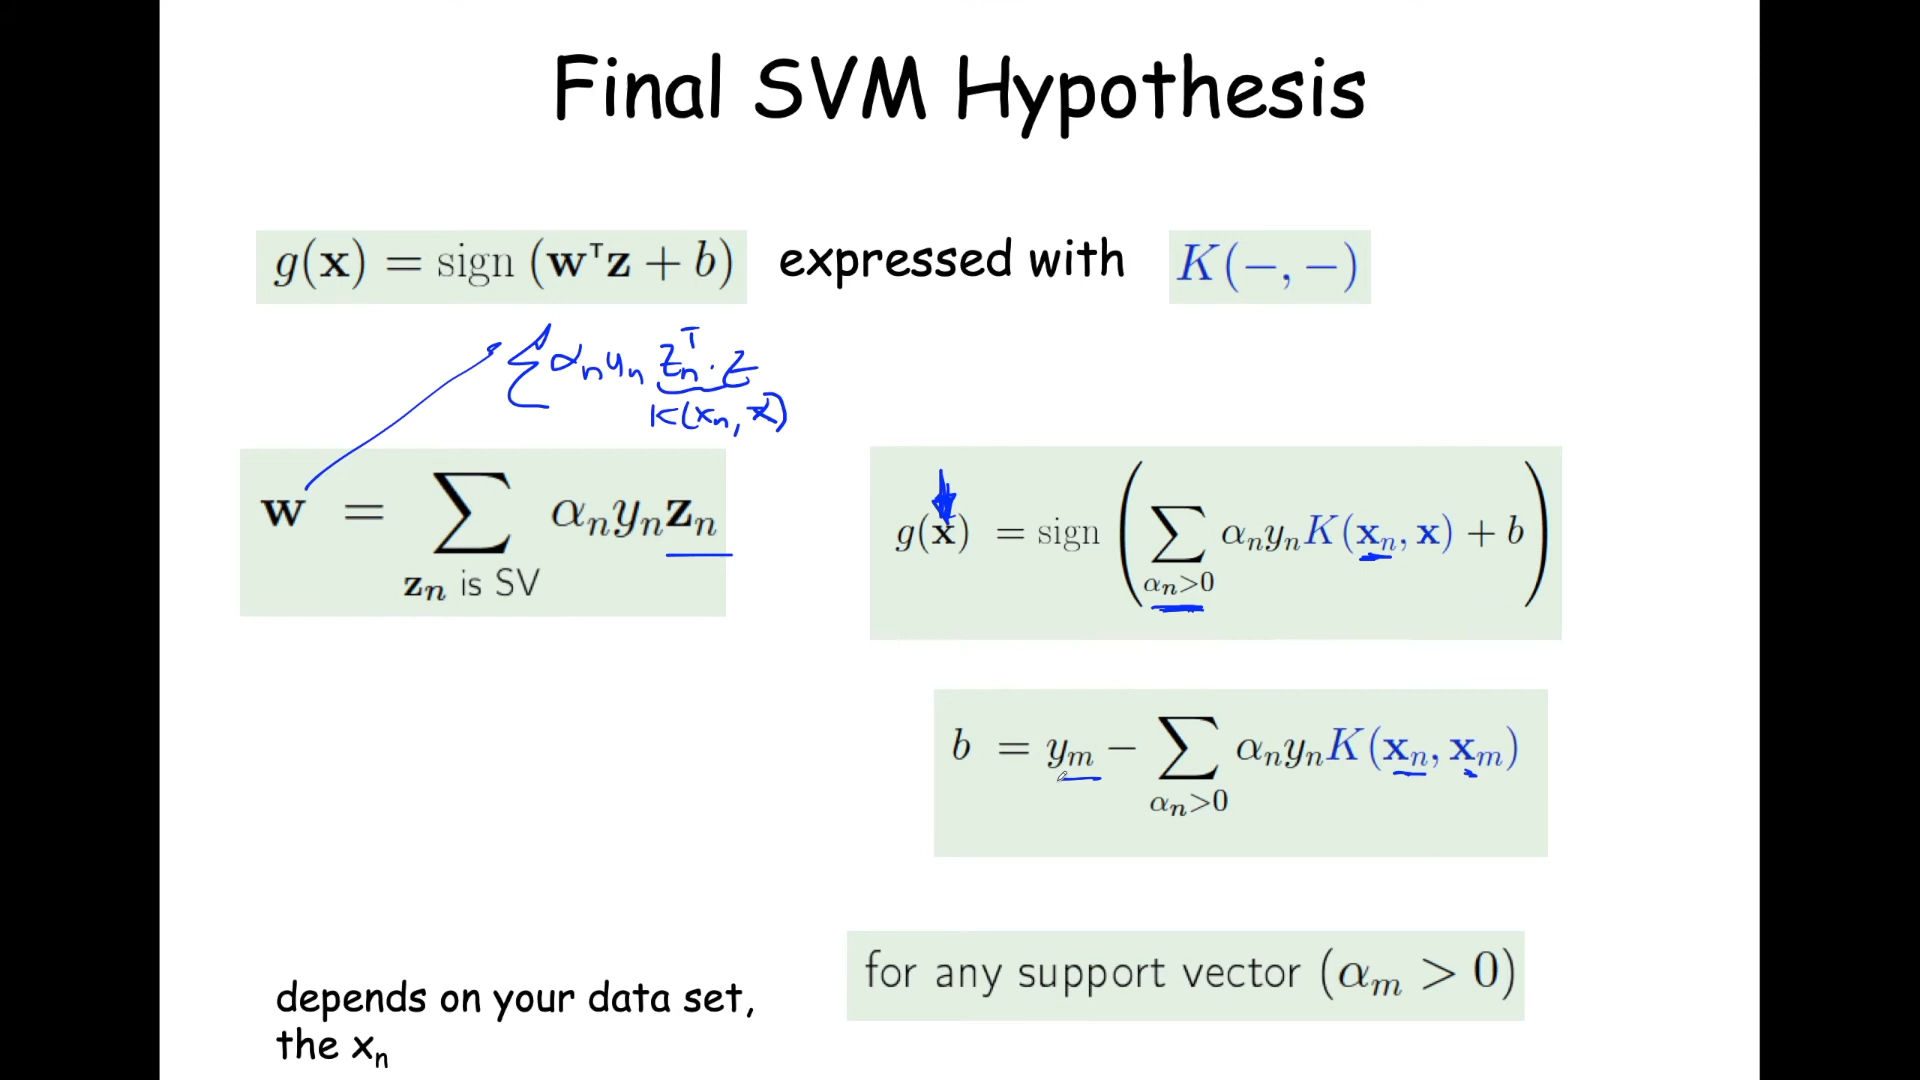 Final SVM Hypothesis
g(x) = sign (wᵀz + b) expressed with K(−, −)
Σ αₙyₙ zₙᵀ · z
K(xₙ, x)
w = Σ αₙyₙzₙ
zₙ is SV
g(x) = sign ( Σ αₙyₙK(xₙ, x) + b )
αₙ>0
b = yₘ − Σ αₙyₙK(xₙ, xₘ)
αₙ>0
for any support vector (αₘ > 0)
depends on your data set,
the xₙ